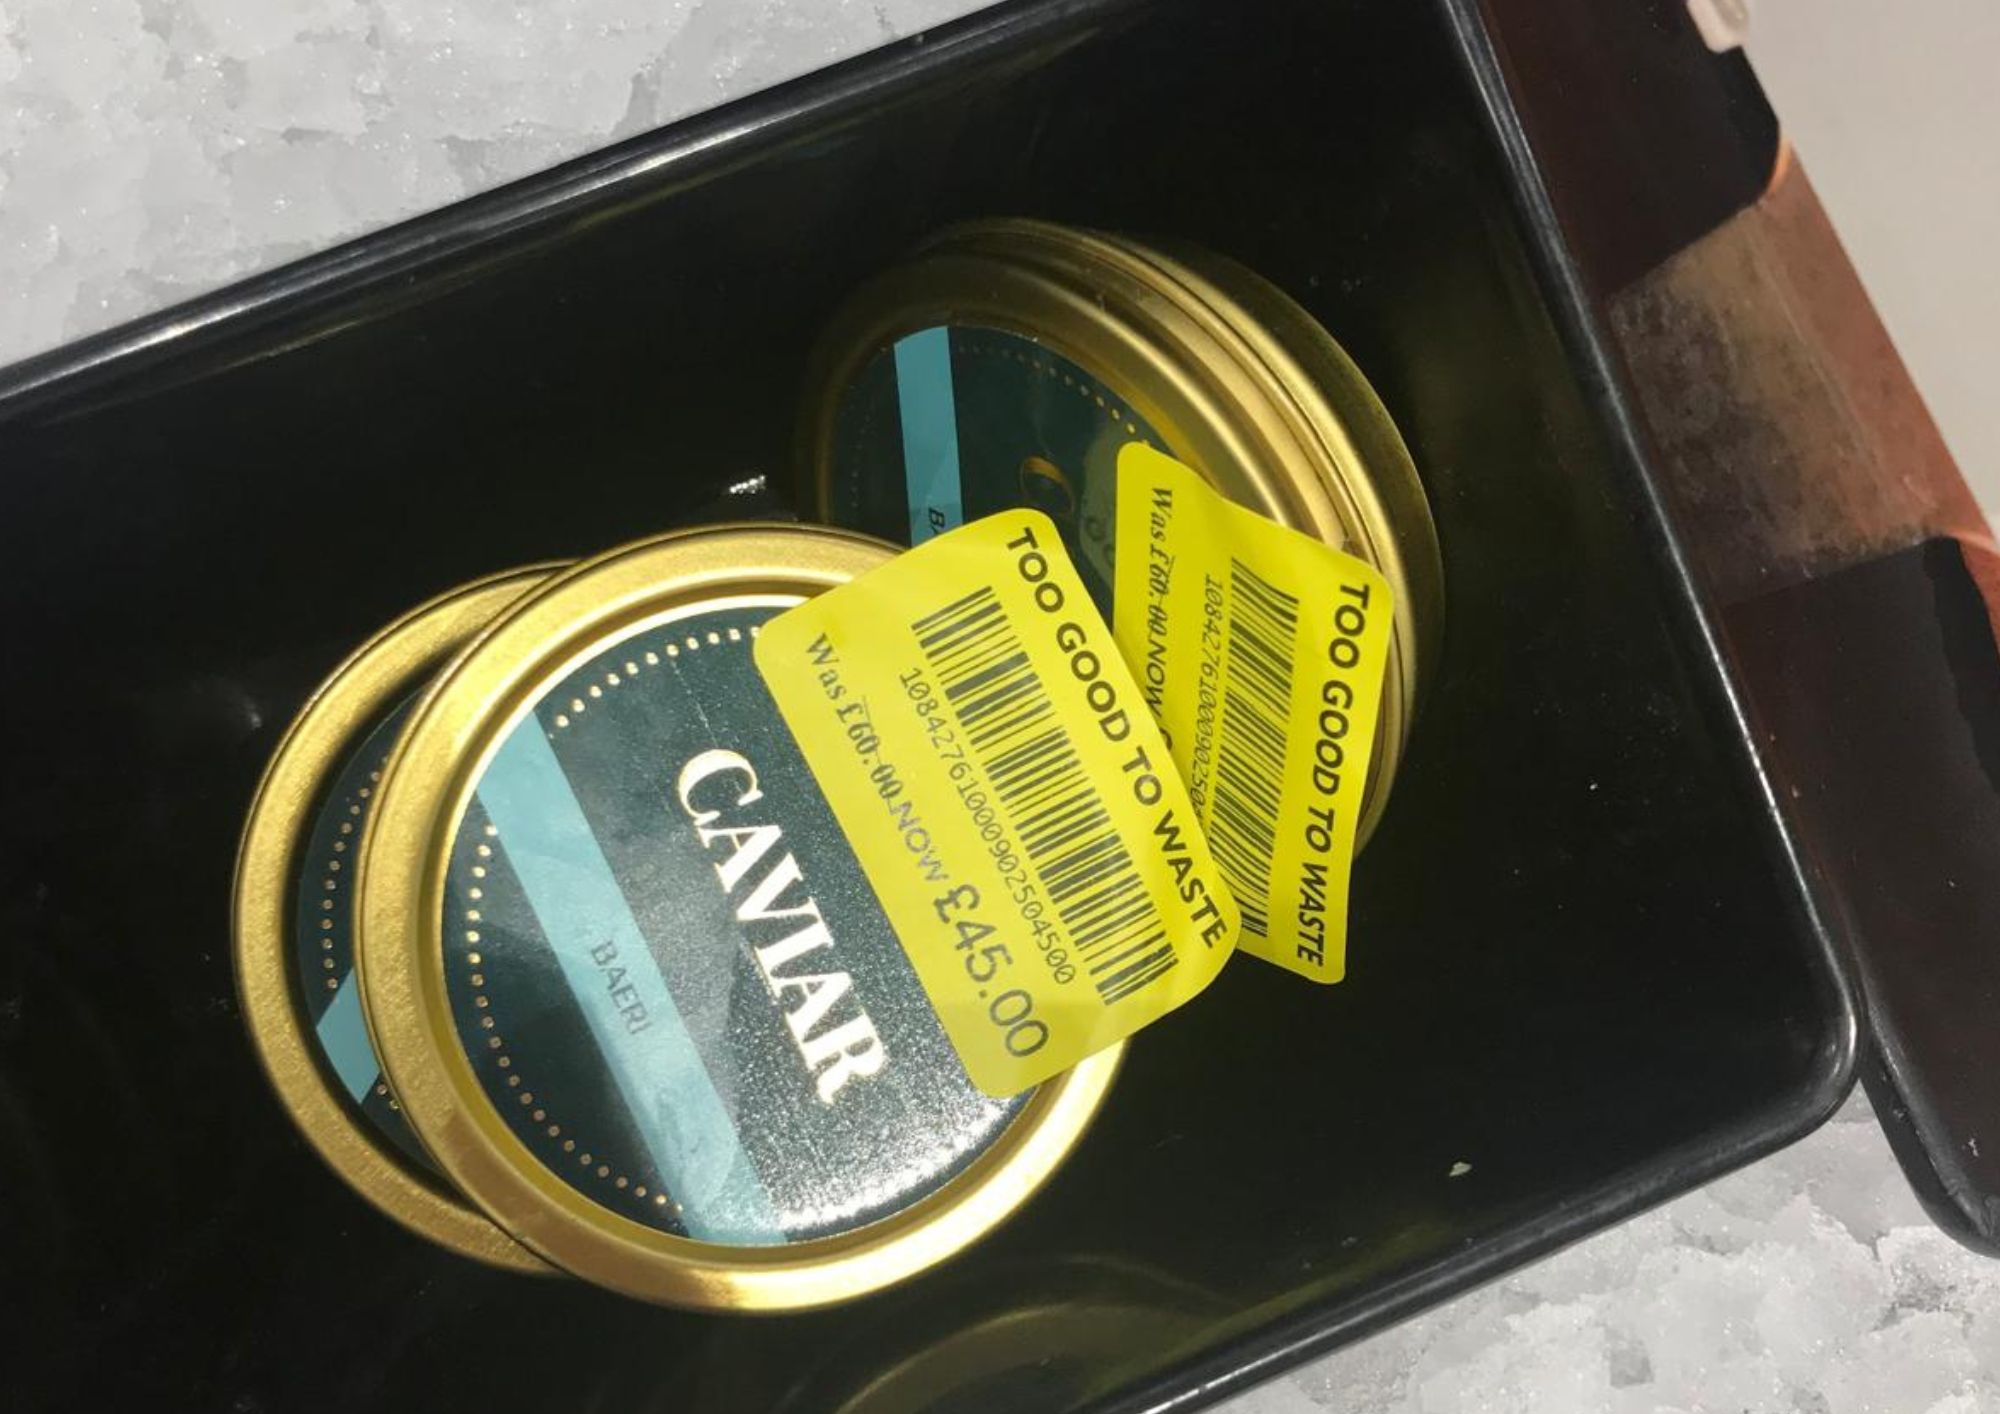 CAVIAR
BAERI
TOO GOOD TO WASTE
10842761000902504500
Was £60.00 NOW £45.00
TOO GOOD TO WASTE
Was £60.00 NOW